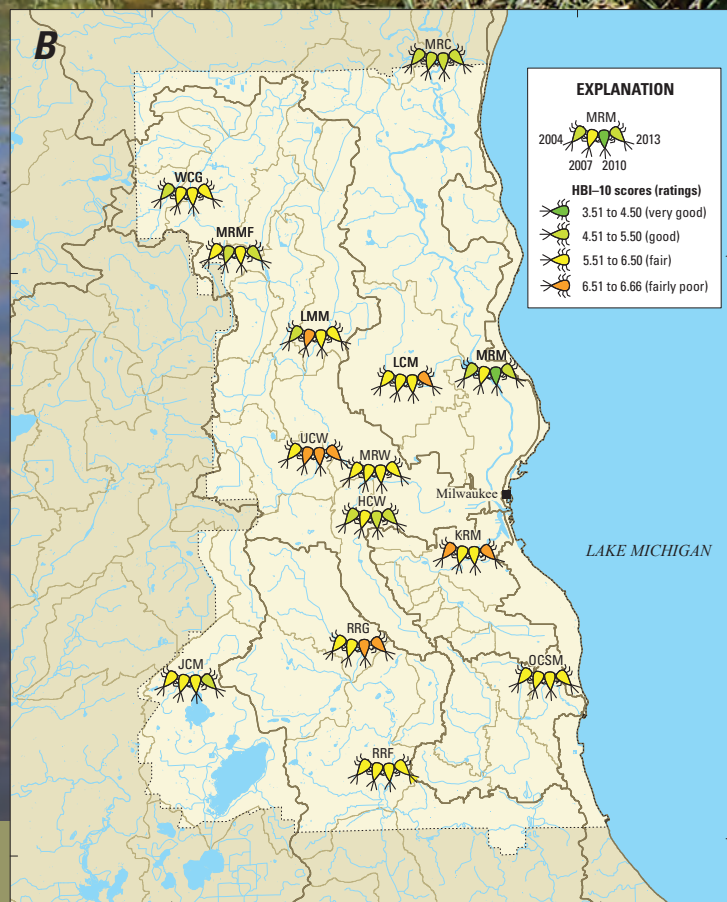 B
MRC
EXPLANATION
MRM
2004
2013
2007 2010
HBI–10 scores (ratings)
3.51 to 4.50 (very good)
4.51 to 5.50 (good)
5.51 to 6.50 (fair)
6.51 to 6.66 (fairly poor)
WCG
MRMF
LMM
LCM
MRM
UCW
MRW
Milwaukee
HCW
KRM
LAKE MICHIGAN
RRG
JCM
OCSM
RRF